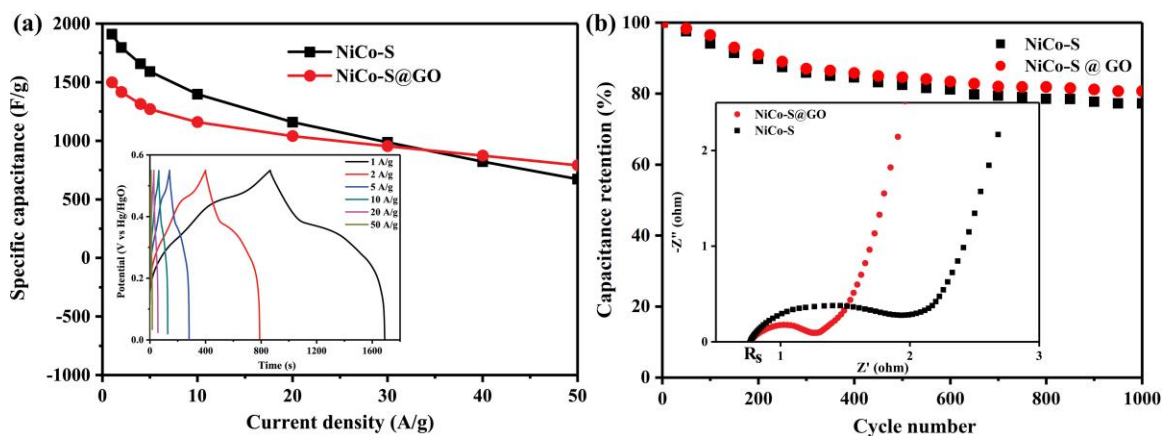 (a)
2000
1500
1000
500
0
-500
-1000
Specific capacitance (F/g)
0
10
20
30
40
50
Current density (A/g)
NiCo-S
NiCo-S@GO
0.6
0.4
0.2
0.0
Potential (V vs Hg/HgO)
0
400
800
1200
1600
Time (s)
1 A/g
2 A/g
5 A/g
10 A/g
20 A/g
50 A/g
(b)
100
80
60
40
20
0
Capacitance retention (%)
0
200
400
600
800
1000
Cycle number
NiCo-S
NiCo-S @ GO
NiCo-S@GO
NiCo-S
2
1
0
-Z'' (ohm)
Rs
1
2
3
Z' (ohm)